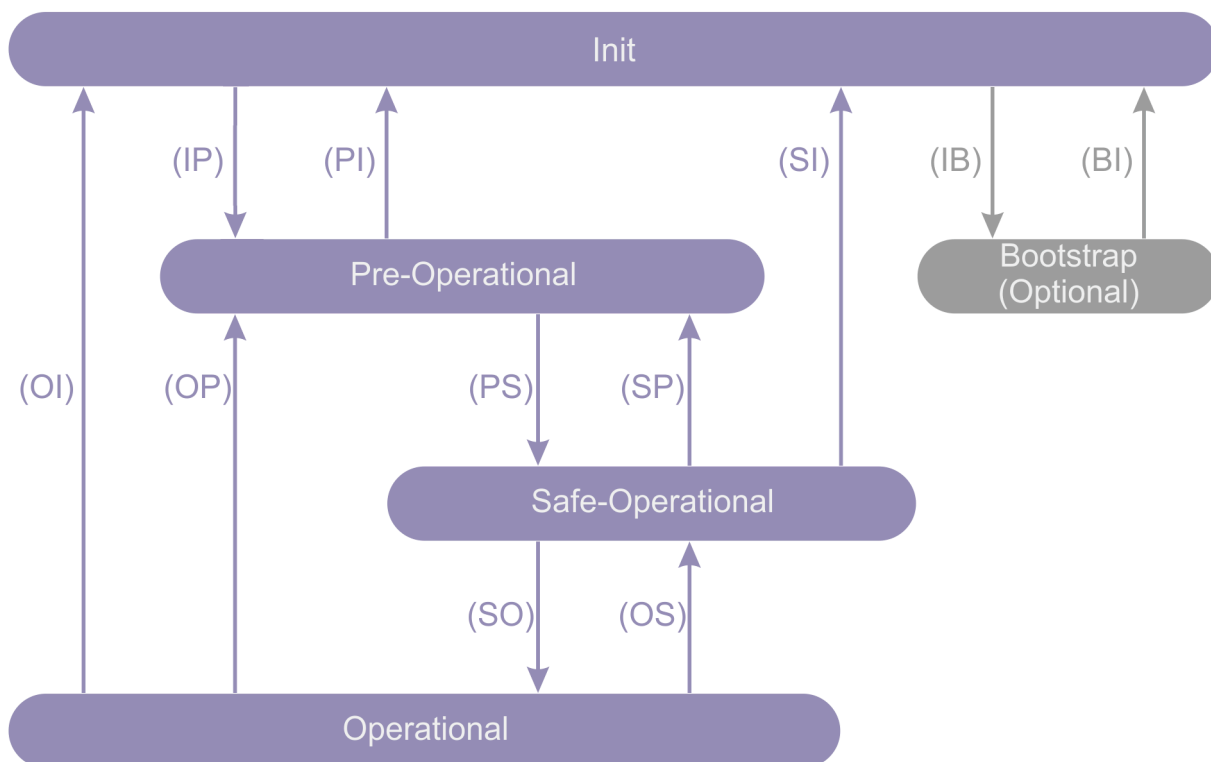 Init
(IP)
(PI)
(SI)
(IB)
(BI)
Pre-Operational
Bootstrap
(Optional)
(OI)
(OP)
(PS)
(SP)
Safe-Operational
(SO)
(OS)
Operational